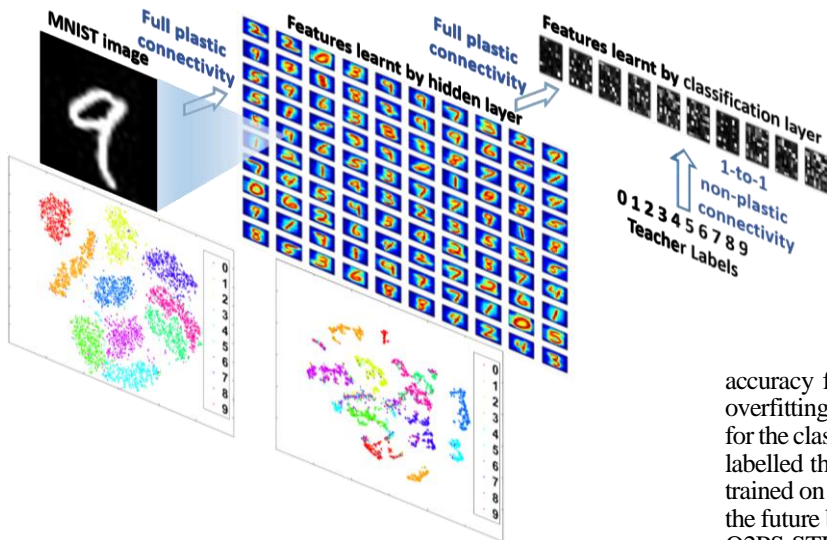 MNIST image
Full plastic
connectivity
Features learnt by hidden layer
Full plastic
connectivity
Features learnt by classification layer
1-to-1
non-plastic
connectivity
0 1 2 3 4 5 6 7 8 9
Teacher Labels
0
1
2
3
4
5
6
7
8
9
0
1
2
3
4
5
6
7
8
9
accuracy f
overfitting
for the clas
labelled th
trained on
the future b